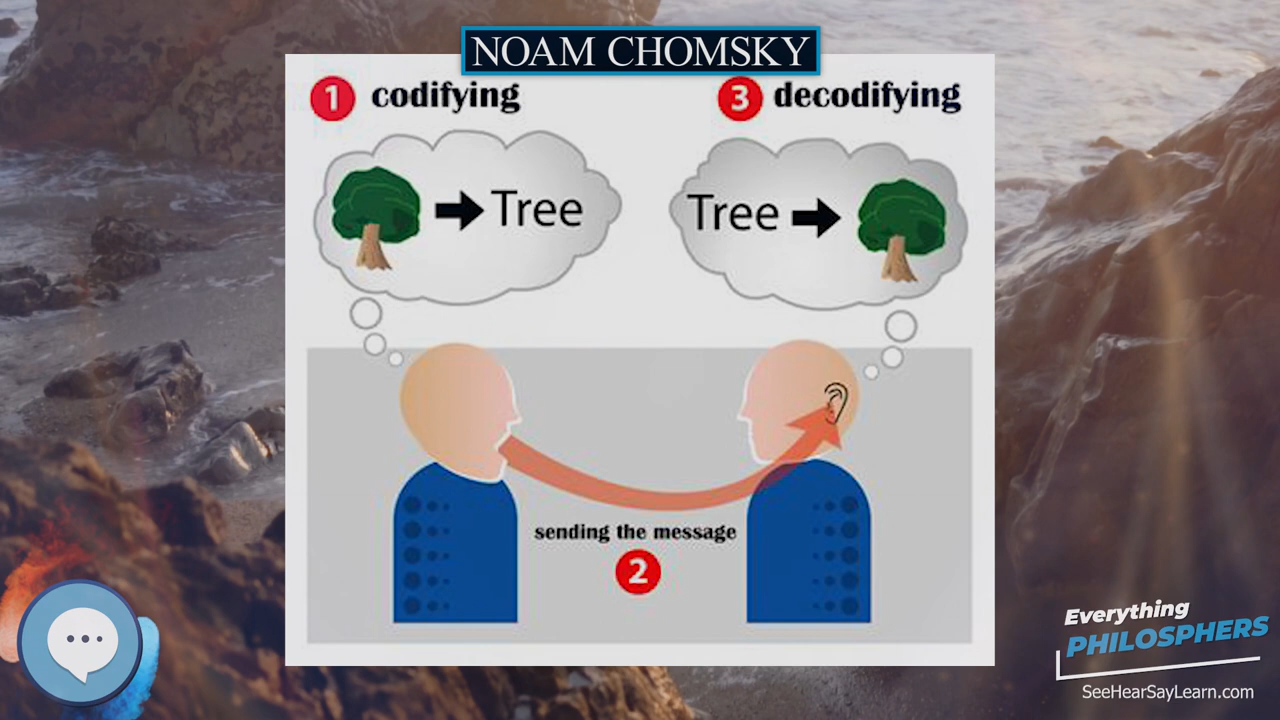 NOAM CHOMSKY
1 codifying
3 decodifying
Tree
Tree
sending the message
2
Everything
PHILOSPHERS
SeeHearSayLearn.com